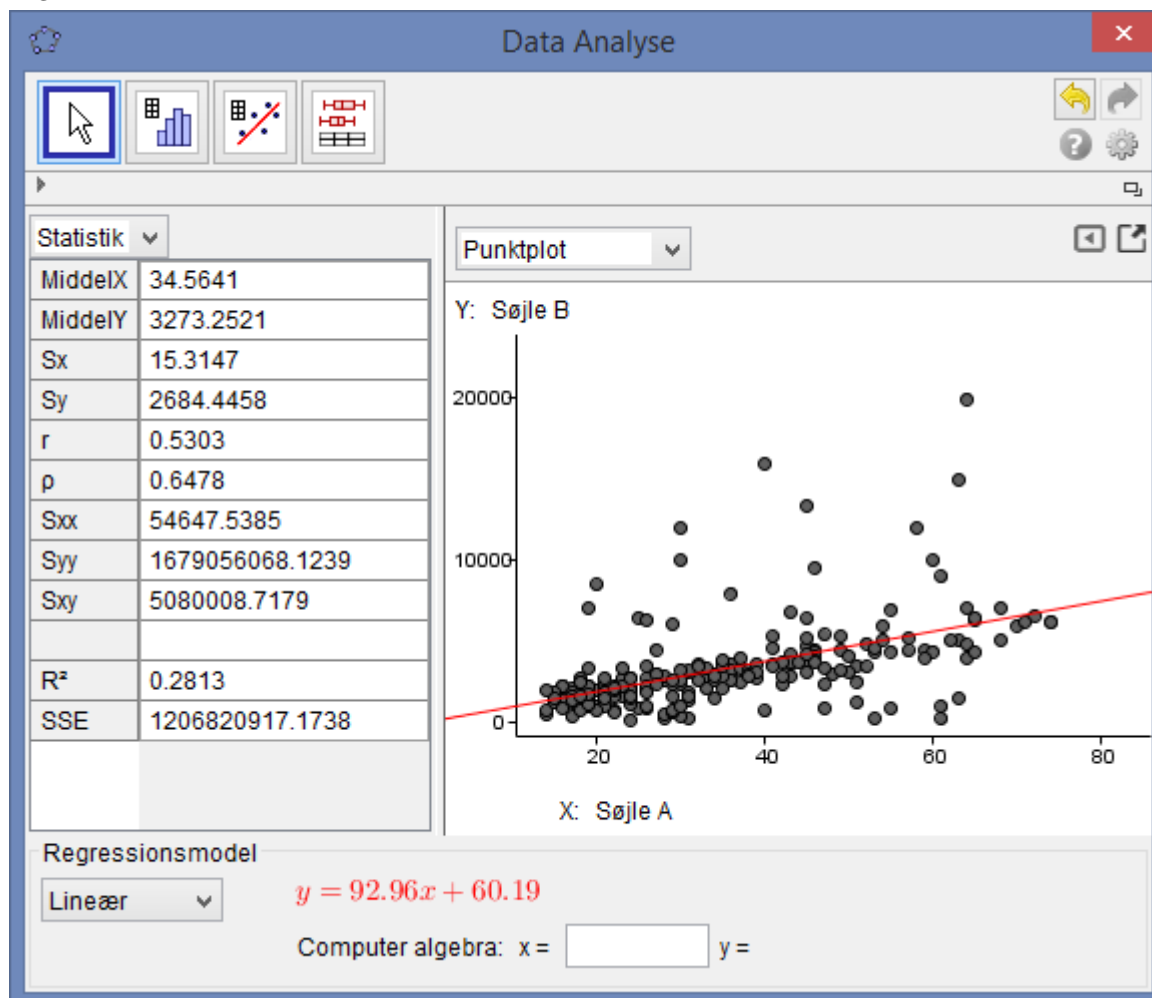 Data Analyse
Statistik
MiddelX 34.5641
MiddelY 3273.2521
Sx 15.3147
Sy 2684.4458
r 0.5303
ρ 0.6478
Sxx 54647.5385
Syy 1679056068.1239
Sxy 5080008.7179
R² 0.2813
SSE 1206820917.1738
Punktplot
Y: Søjle B
20000
10000
0
20 40 60 80
X: Søjle A
Regressionsmodel
Lineær
y = 92.96x + 60.19
Computer algebra: x = y =